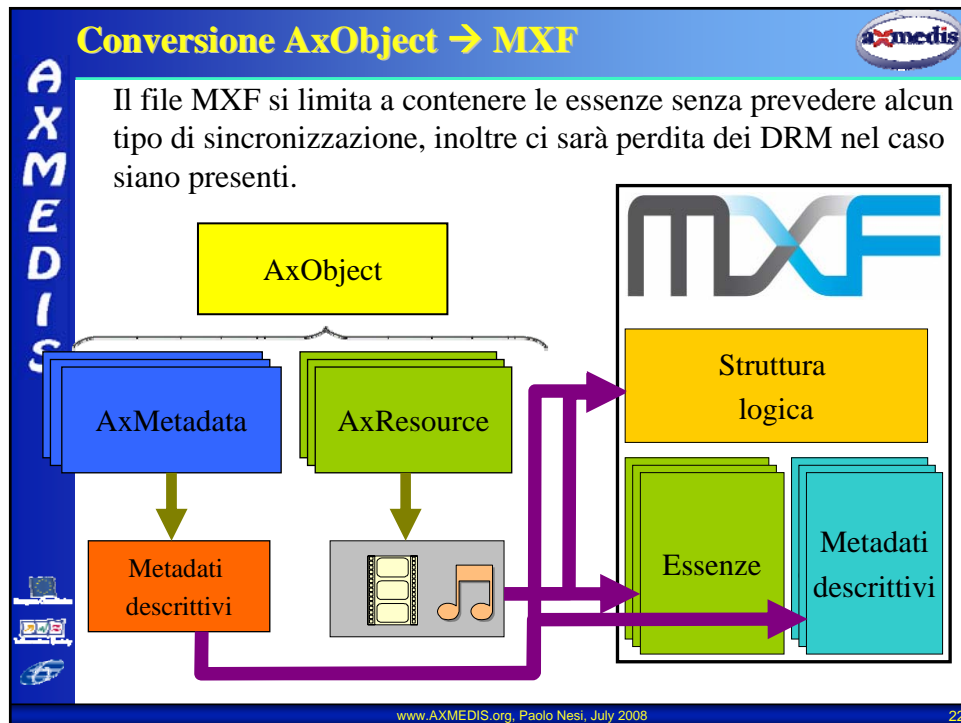 Conversione AxObject → MXF
axmedis
AXMEDIS
Il file MXF si limita a contenere le essenze senza prevedere alcun
tipo di sincronizzazione, inoltre ci sarà perdita dei DRM nel caso
siano presenti.
MXF
AxObject
Struttura
logica
AxMetadata
AxResource
Essenze
Metadati
descrittivi
Metadati
descrittivi
www.AXMEDIS.org, Paolo Nesi, July 2008
22